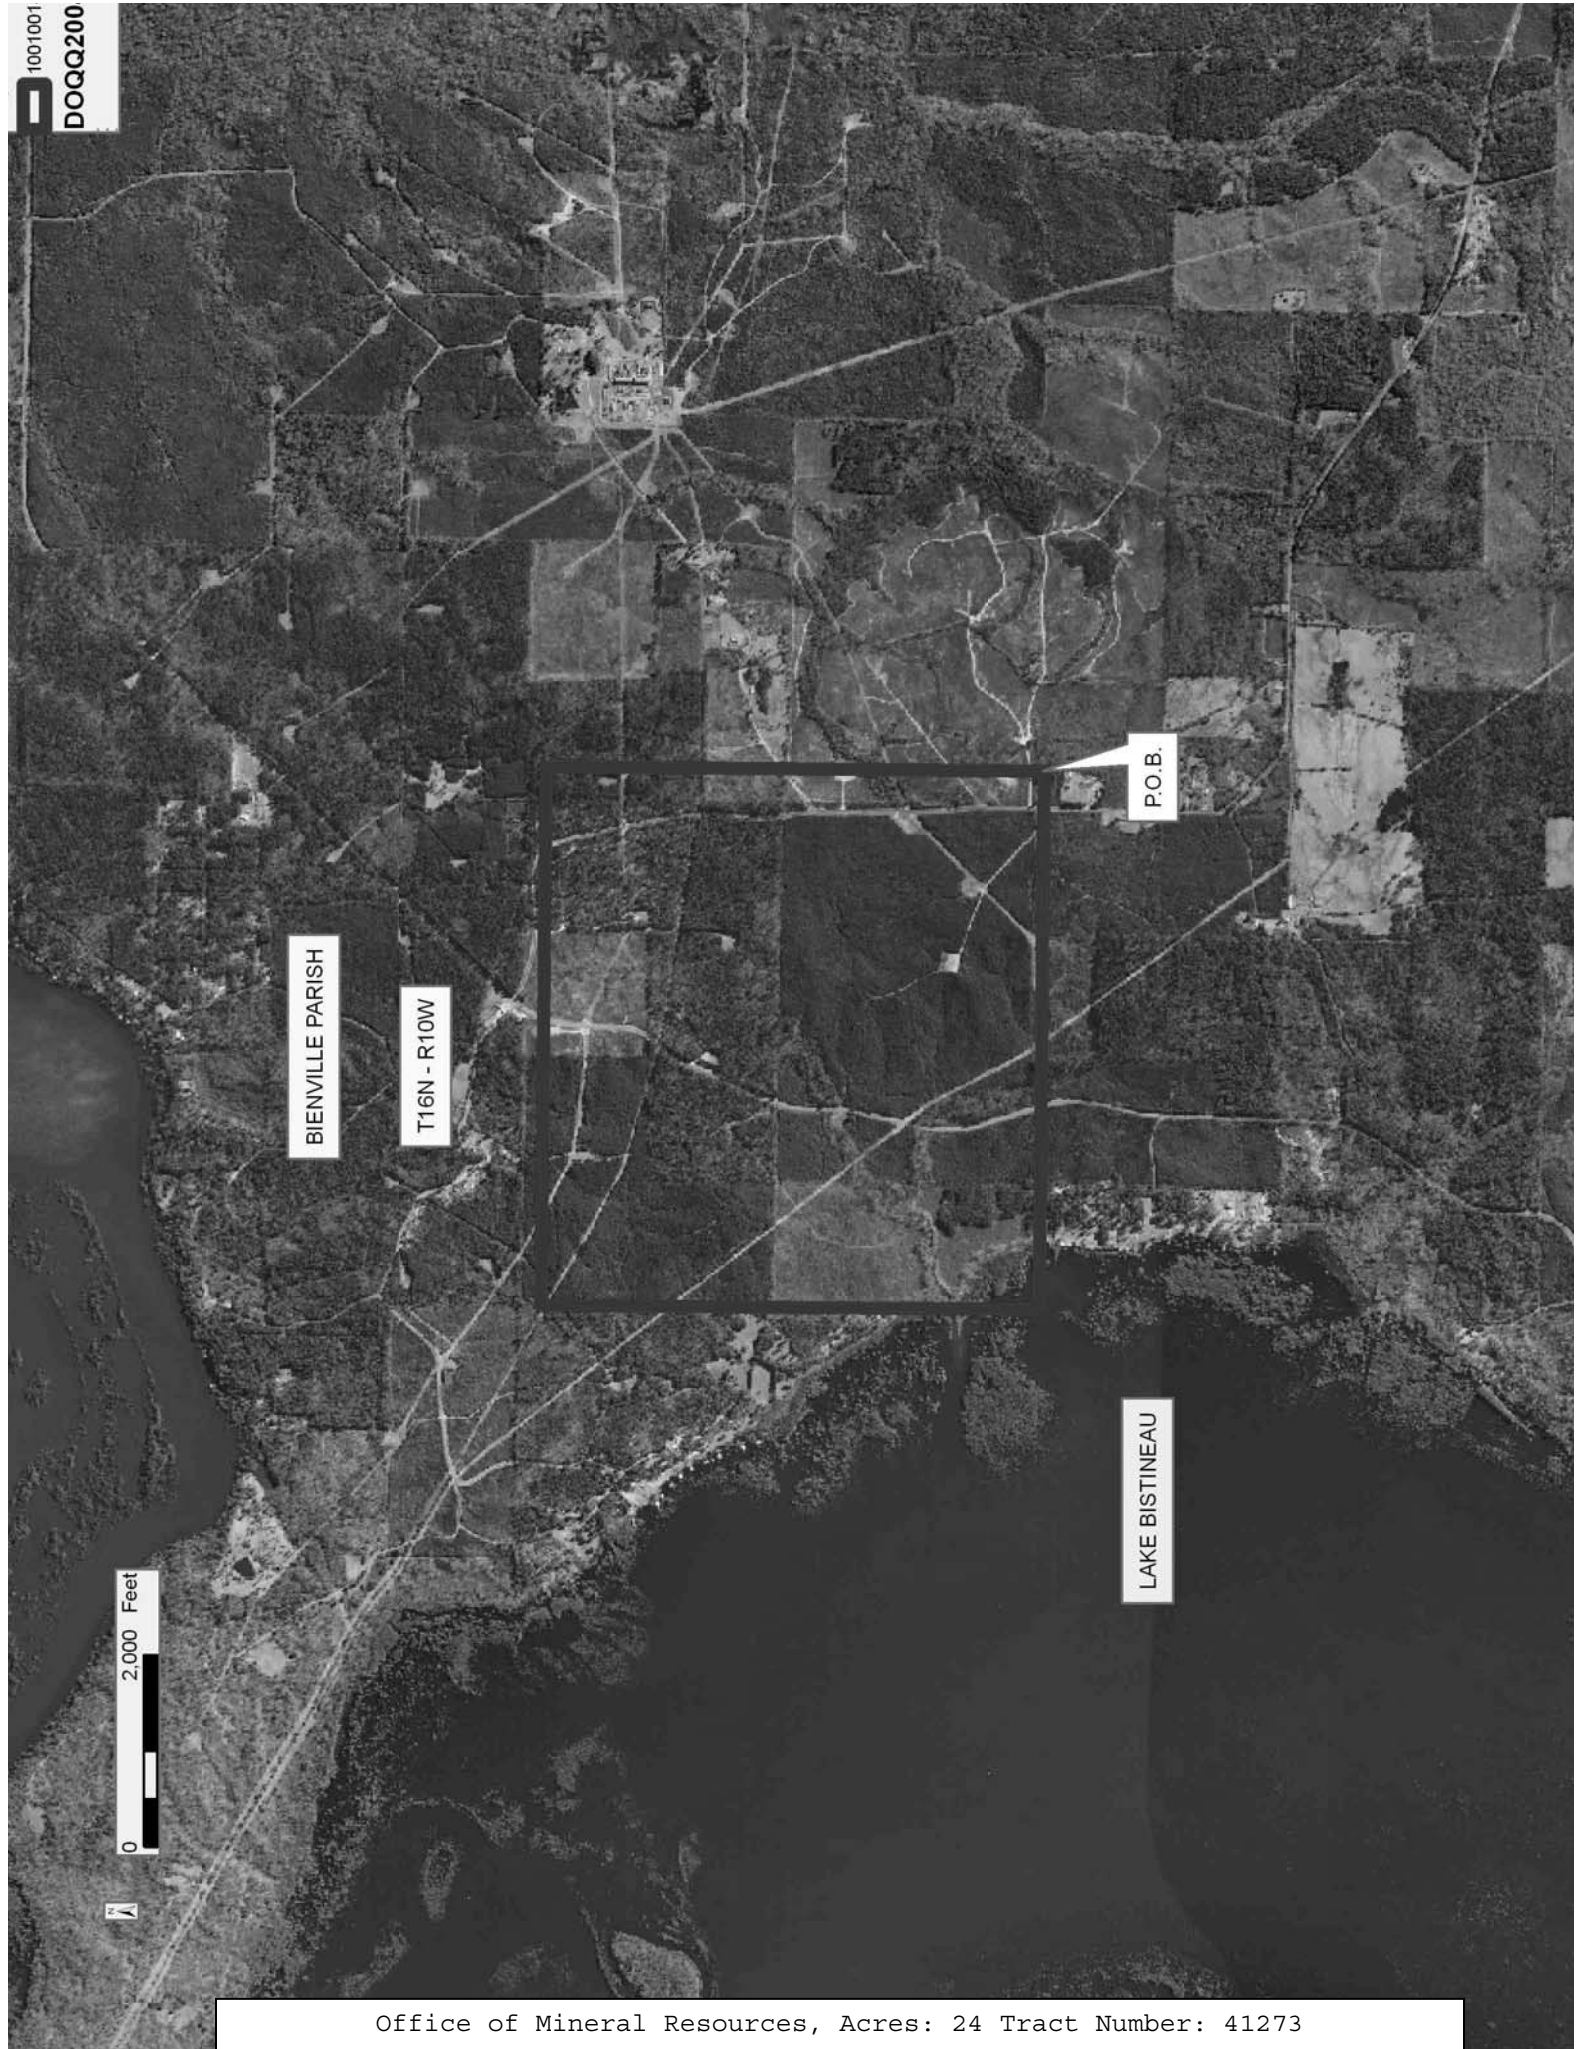 1001001
DOQQ200
BIENVILLE PARISH
T16N - R10W
P.O.B.
LAKE BISTINEAU
0 2,000 Feet
N
Office of Mineral Resources, Acres: 24 Tract Number: 41273